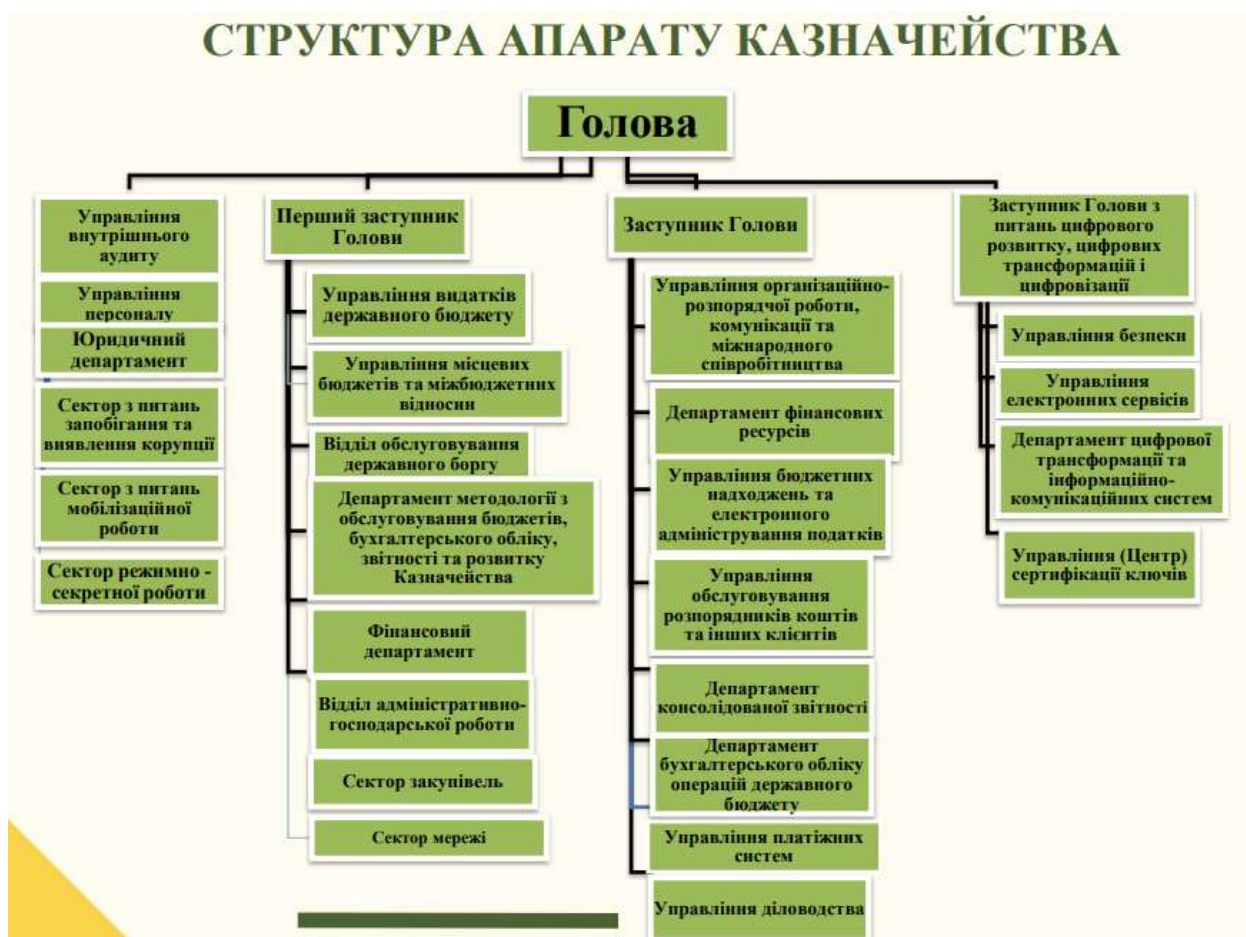 СТРУКТУРА АПАРАТУ КАЗНАЧЕЙСТВА
Голова
Управління
внутрішнього
аудиту
Управління
персоналу
Юридичний
департамент
Сектор з питань
запобігання та
виявлення корупції
Сектор з питань
мобілізаційної
роботи
Сектор режимно -
секретної роботи
Перший заступник
Голови
Управління видатків
державного бюджету
Управління місцевих
бюджетів та міжбюджетних
відносин
Відділ обслуговування
державного боргу
Департамент методології з
обслуговування бюджетів,
бухгалтерського обліку,
звітності та розвитку
Казначейства
Фінансовий
департамент
Відділ адміністративно-
господарської роботи
Сектор закупівель
Сектор мережі
Заступник Голови
Управління організаційно-
розпорядчої роботи,
комунікації та
міжнародного
співробітництва
Департамент фінансових
ресурсів
Управління бюджетних
надходжень та
електронного
адміністрування податків
Управління
обслуговування
розпорядників коштів
та інших клієнтів
Департамент
консолідованої звітності
Департамент
бухгалтерського обліку
операцій державного
бюджету
Управління платіжних
систем
Управління діловодства
Заступник Голови з
питань цифрового
розвитку, цифрових
трансформацій і
цифровізації
Управління безпеки
Управління
електронних сервісів
Департамент цифрової
трансформації та
інформаційно-
комунікаційних систем
Управління (Центр)
сертифікації ключів